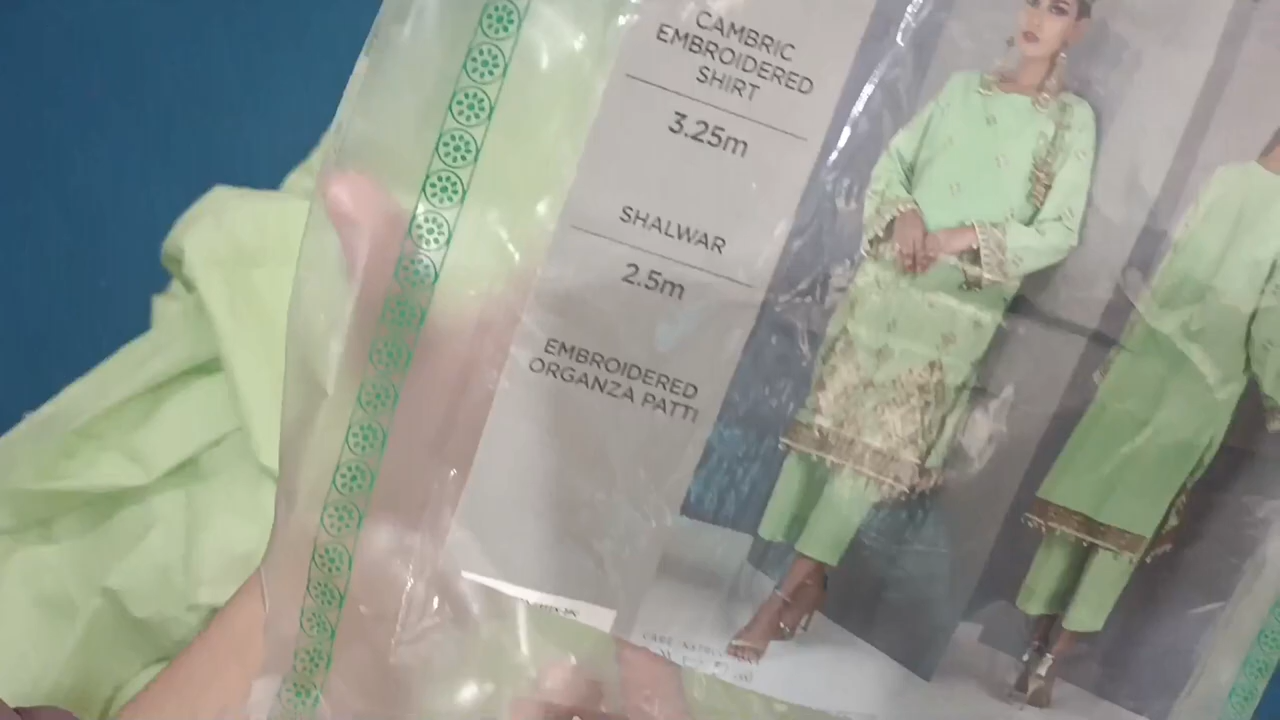 CAMBRIC
EMBROIDERED
SHIRT
3.25m
SHALWAR
2.5m
EMBROIDERED
ORGANZA PATTI